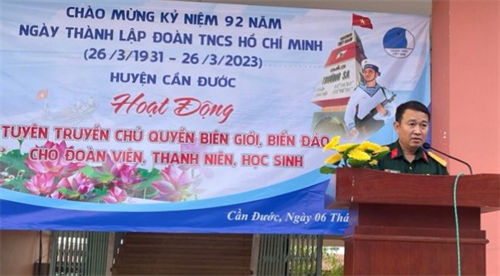 CHÀO MỪNG KỶ NIỆM 92 NĂM
NGÀY THÀNH LẬP ĐOÀN TNCS HỒ CHÍ MINH
(26/3/1931 - 26/3/2023)
HUYỆN CẦN ĐƯỚC
Hoạt Động
TUYÊN TRUYỀN CHỦ QUYỀN BIÊN GIỚI, BIỂN ĐẢO
CHO ĐOÀN VIÊN, THANH NIÊN, HỌC SINH
Cần Đước, Ngày 06 Thá
TRƯỜNG SA